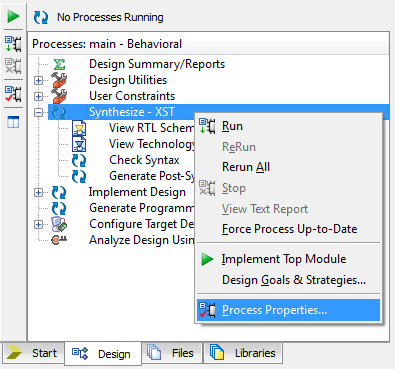 No Processes Running
Processes: main - Behavioral
Design Summary/Reports
Design Utilities
User Constraints
Synthesize - XST
View RTL Schem
View Technology
Check Syntax
Generate Post-Sy
Implement Design
Generate Programm
Configure Target De
Analyze Design Usin
Run
ReRun
Rerun All
Stop
View Text Report
Force Process Up-to-Date
Implement Top Module
Design Goals & Strategies...
Process Properties...
Start
Design
Files
Libraries